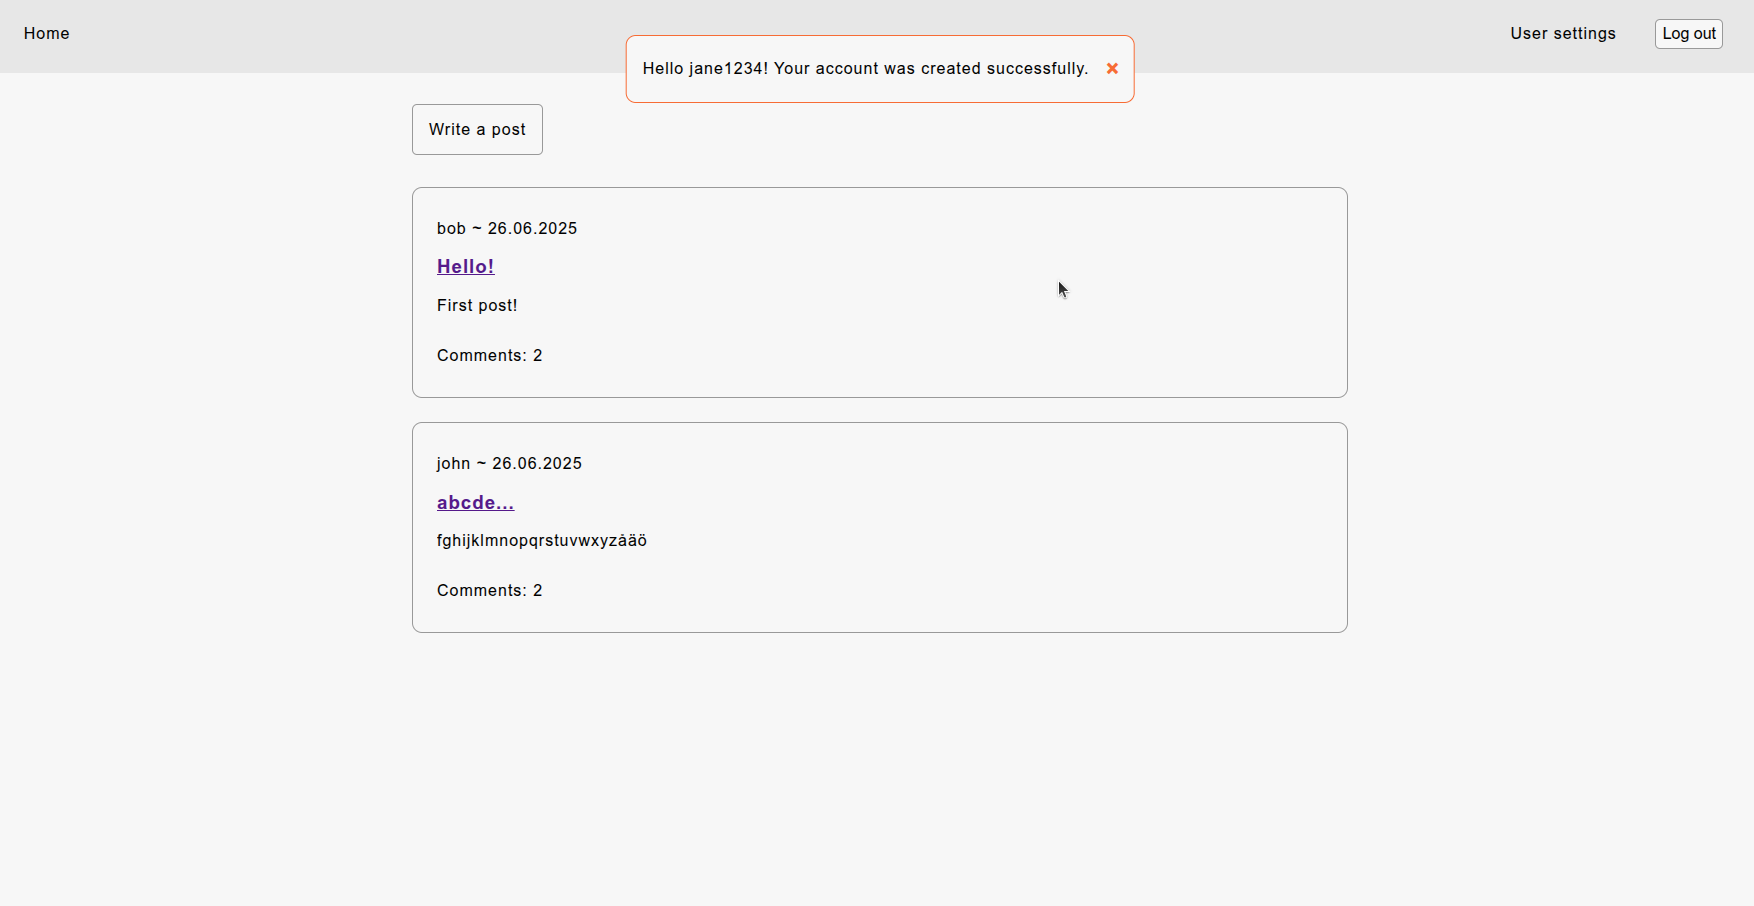 Home
User settings
Log out
Hello jane1234! Your account was created successfully.
Write a post
bob ~ 26.06.2025
Hello!
First post!
Comments: 2
john ~ 26.06.2025
abcde...
fghijklmnopqrstuvwxyzåäö
Comments: 2